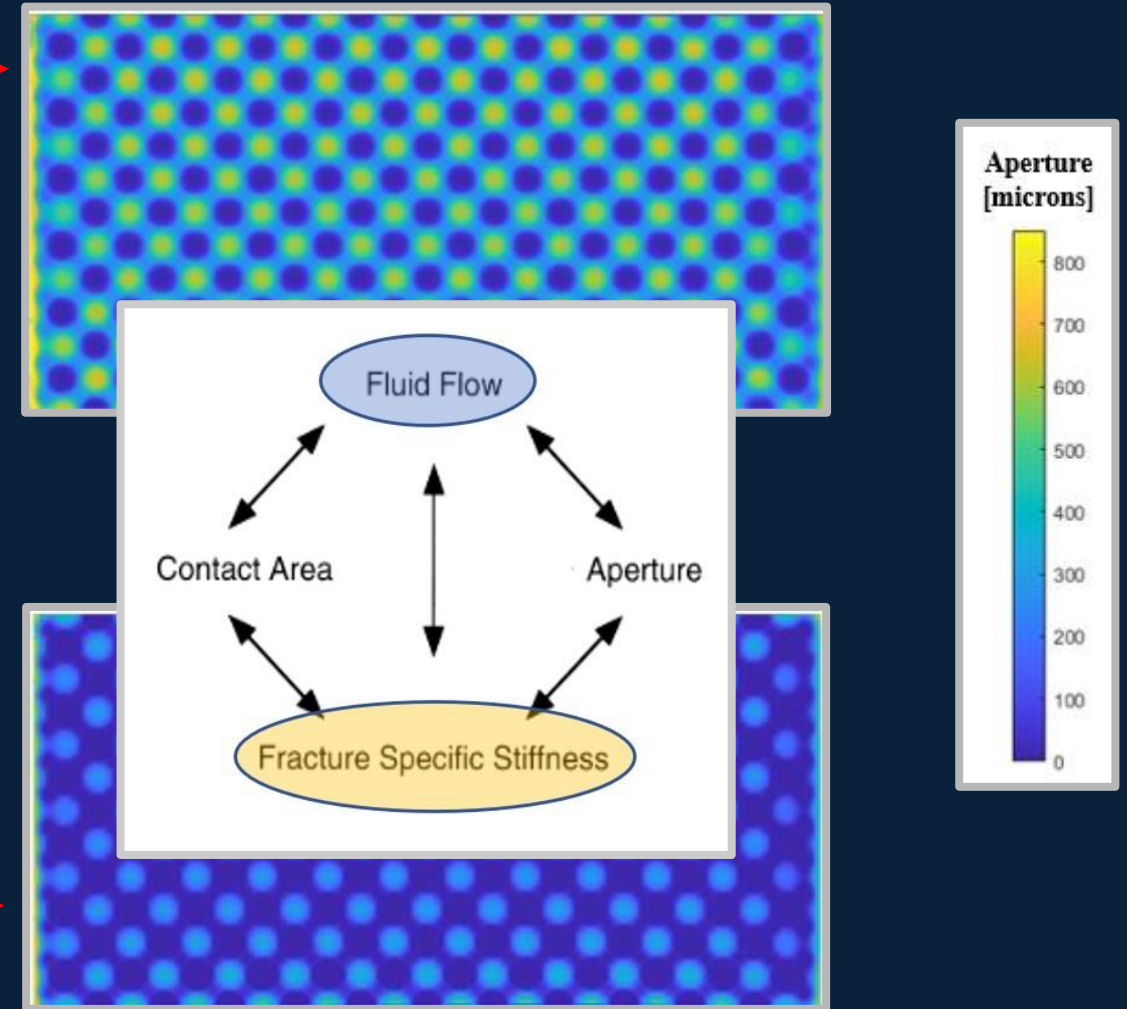 Aperture
[microns]
800
700
600
500
400
300
200
100
0
Fluid Flow
Contact Area
Aperture
Fracture Specific Stiffness